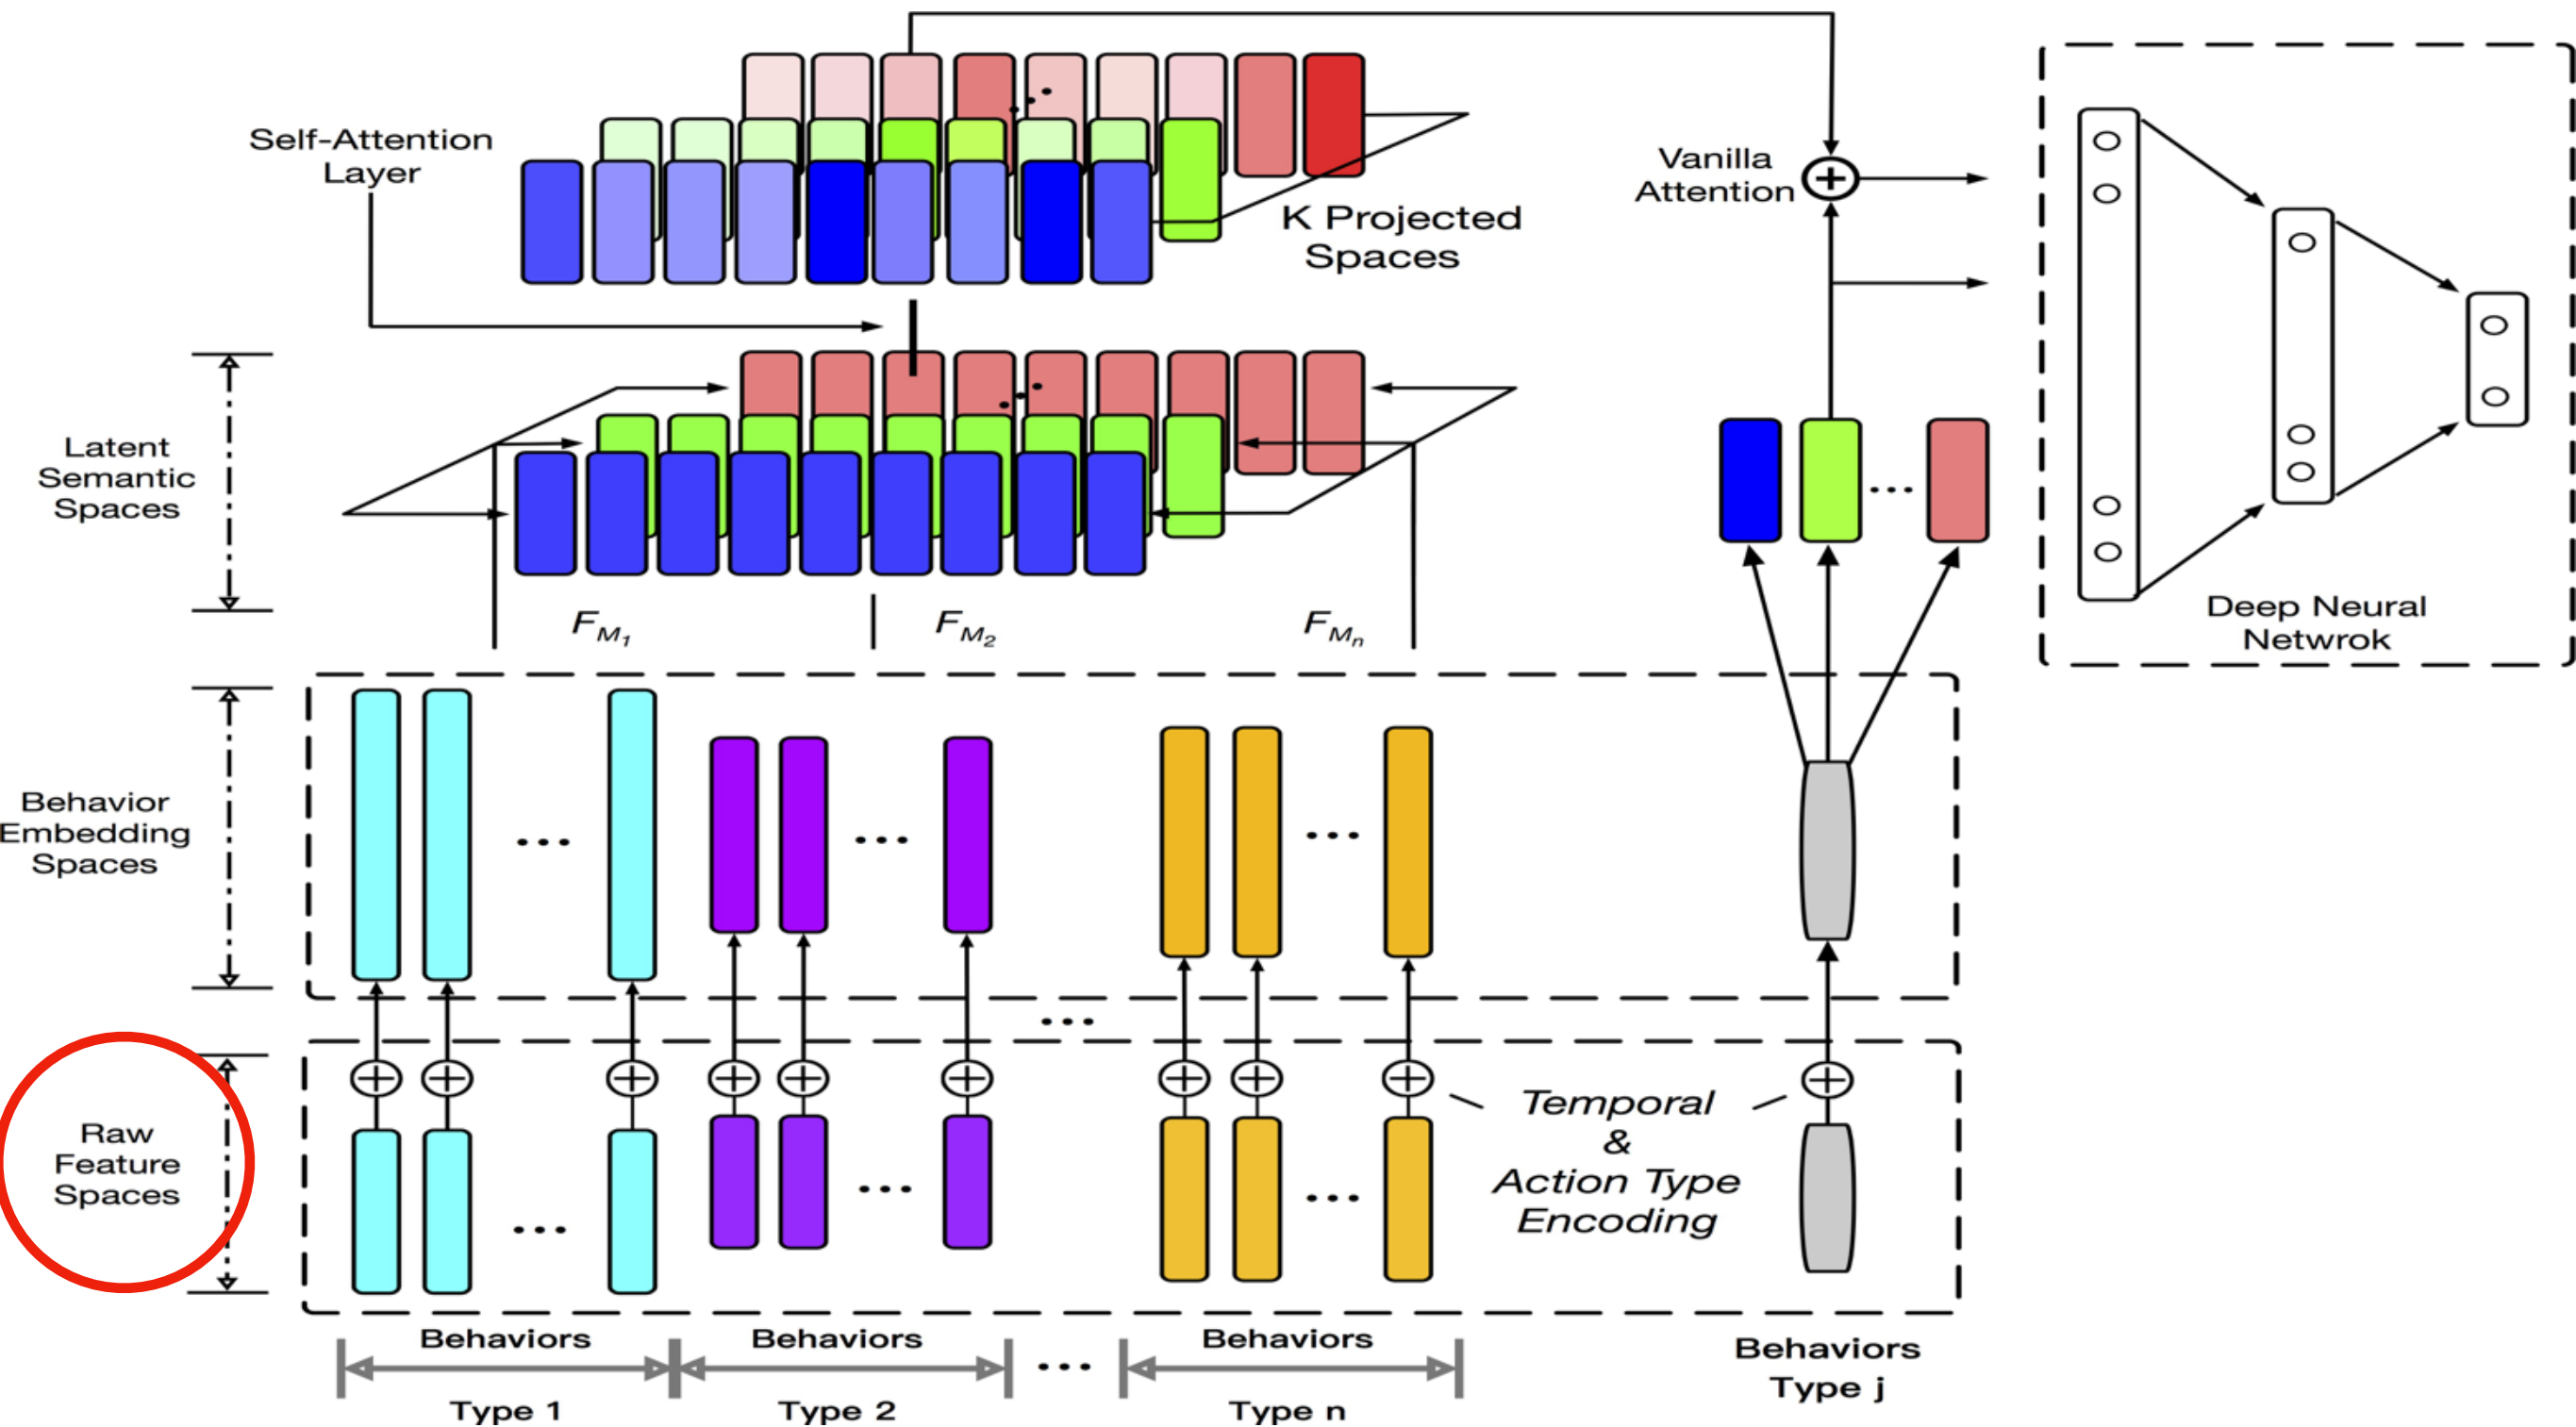 Self-Attention
Layer
K Projected
Spaces
Vanilla
Attention
Latent
Semantic
Spaces
F_{M_1}
F_{M_2}
F_{M_n}
Deep Neural
Netwrok
Behavior
Embedding
Spaces
...
...
...
...
Raw
Feature
Spaces
...
...
...
Temporal
&
Action Type
Encoding
Behaviors
Type 1
Behaviors
Type 2
...
Behaviors
Type n
Behaviors
Type j